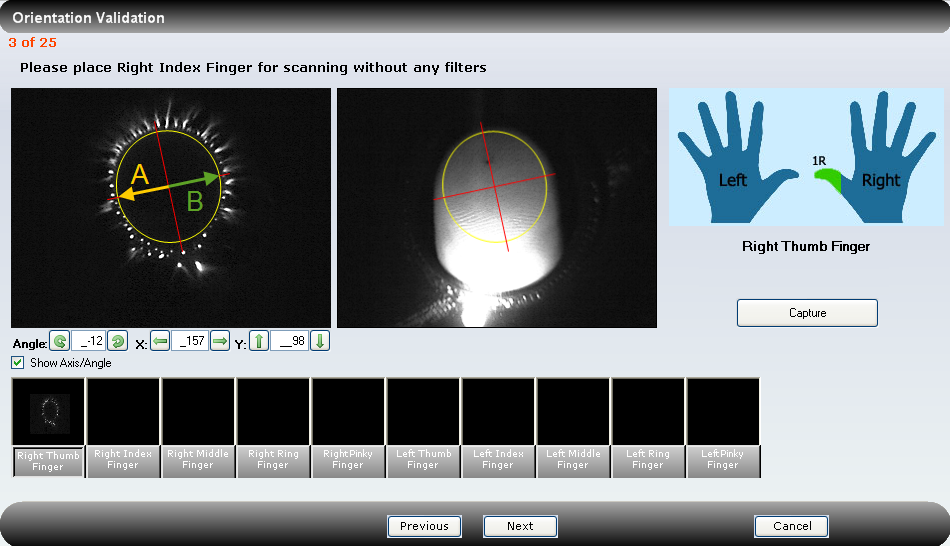 Orientation Validation
3 of 25
Please place Right Index Finger for scanning without any filters
A
B
1R
Left
Right
Right Thumb Finger
Capture
Angle: _-12 X: _157 Y: __98
Show Axis/Angle
Right Thumb
Finger
Right Index
Finger
Right Middle
Finger
Right Ring
Finger
RightPinky
Finger
Left Thumb
Finger
Left Index
Finger
Left Middle
Finger
Left Ring
Finger
LeftPinky
Finger
Previous
Next
Cancel